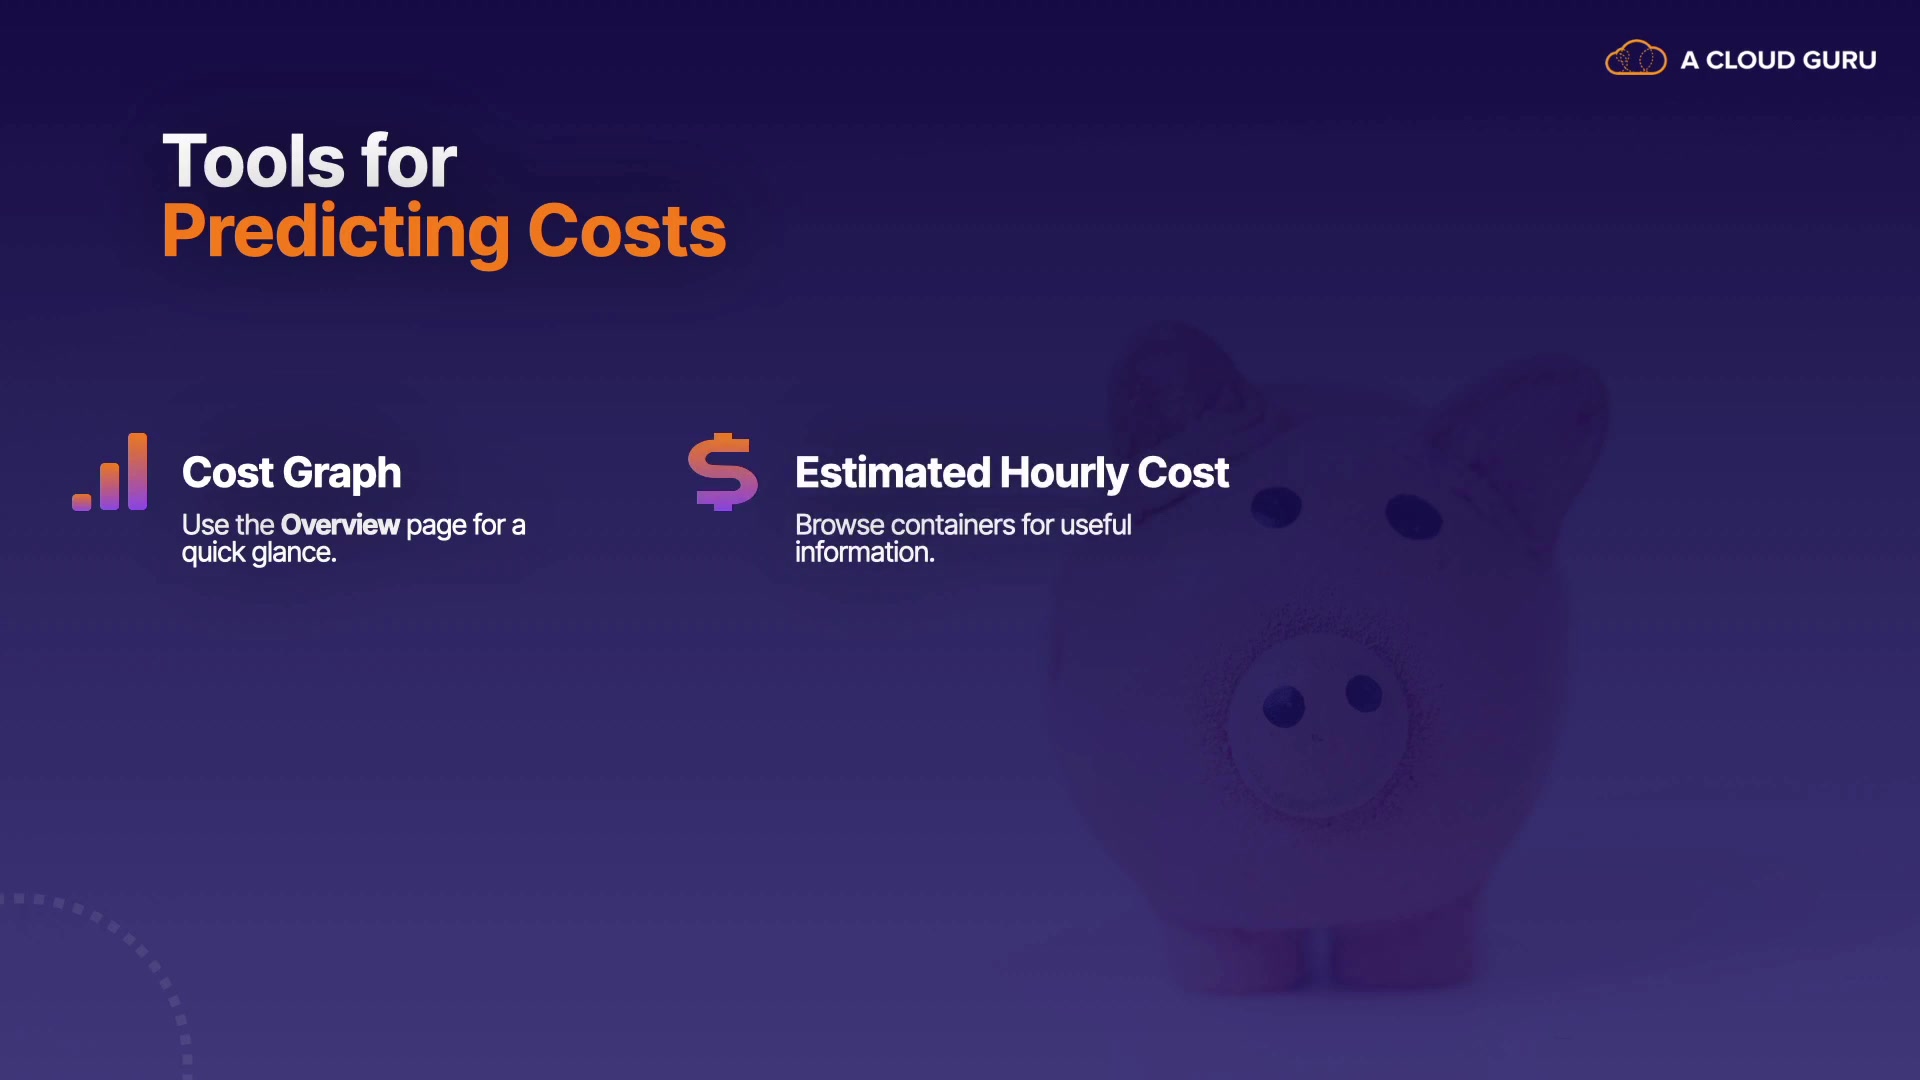 A CLOUD GURU
Tools for
Predicting Costs
Cost Graph
Use the Overview page for a
quick glance.
Estimated Hourly Cost
Browse containers for useful
information.